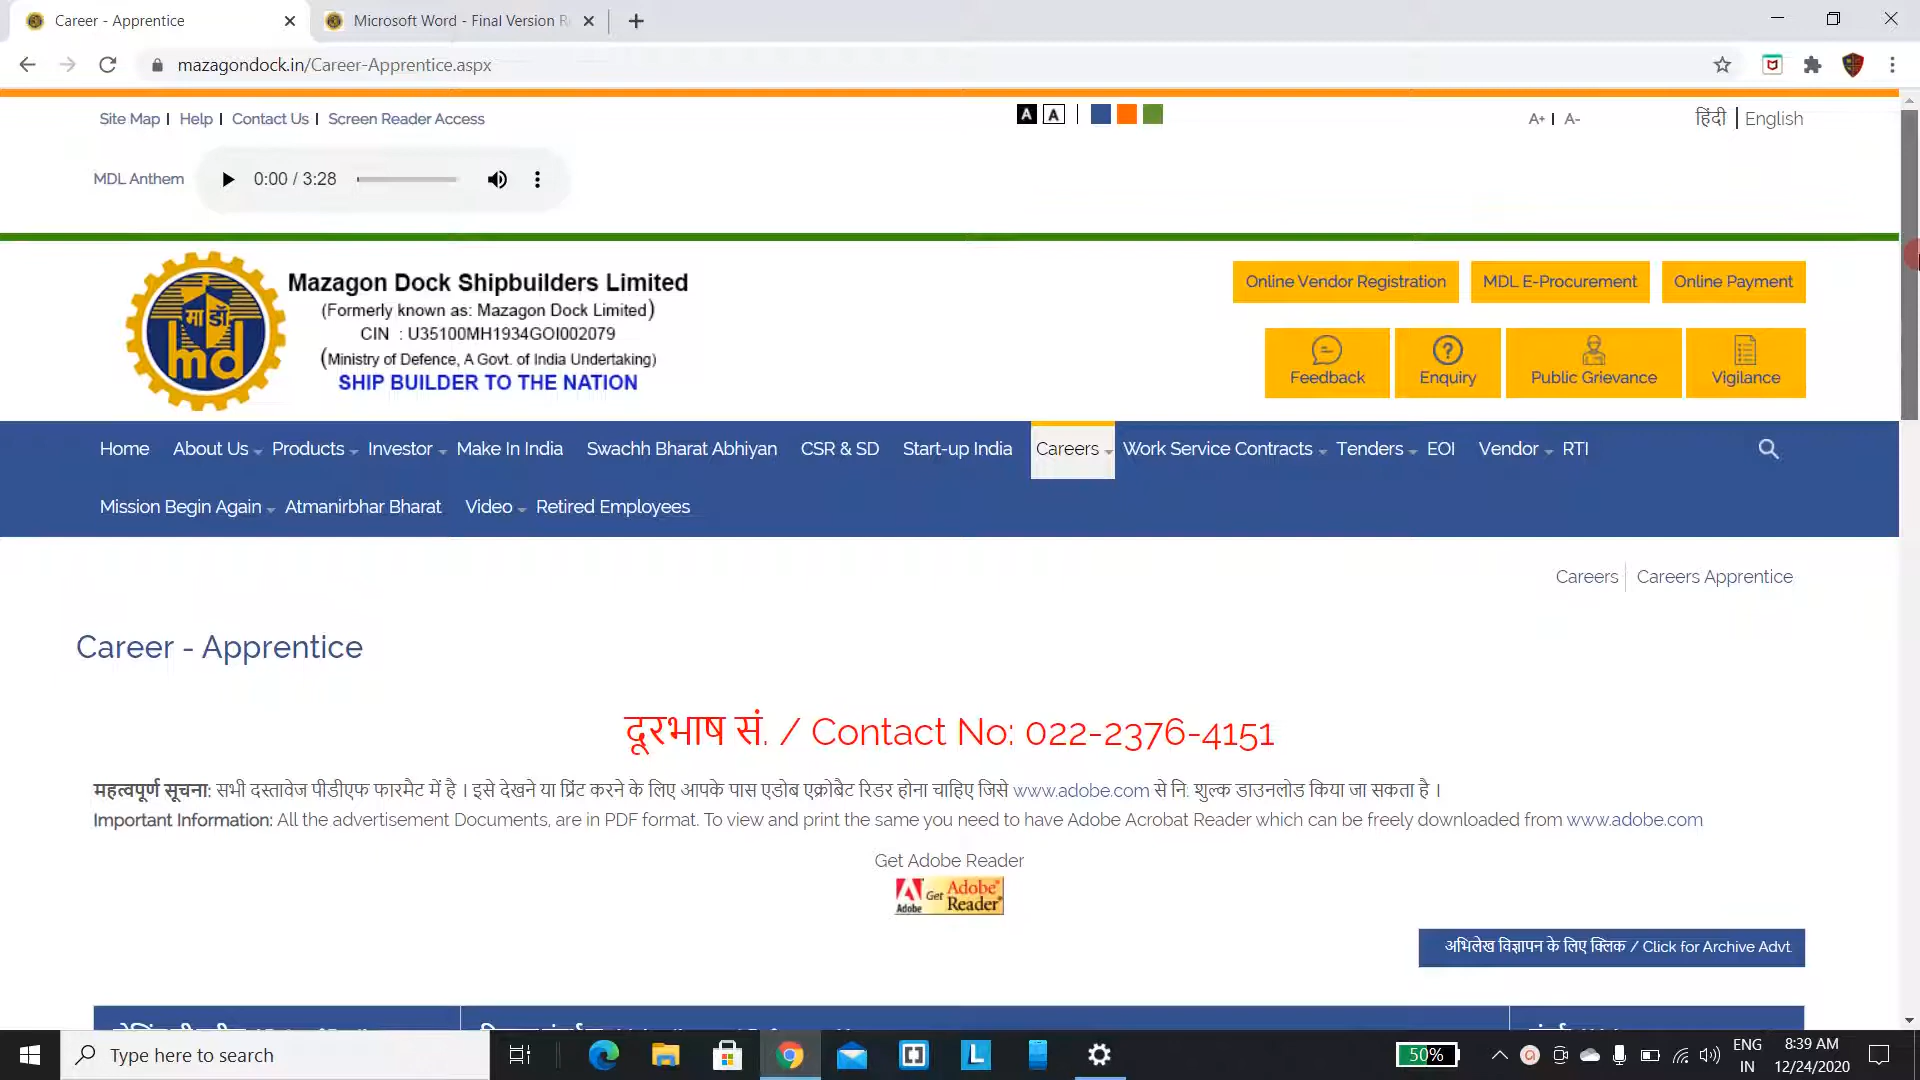 Career - Apprentice
Microsoft Word - Final Version R
mazagondock.in/Career-Apprentice.aspx
Site Map | Help | Contact Us | Screen Reader Access
A A
A+ | A-
हिंदी | English
MDL Anthem
0:00 / 3:28
माडॉ
md
Mazagon Dock Shipbuilders Limited
(Formerly known as: Mazagon Dock Limited)
CIN : U35100MH1934GOI002079
(Ministry of Defence, A Govt. of India Undertaking)
SHIP BUILDER TO THE NATION
Online Vendor Registration
MDL E-Procurement
Online Payment
Feedback
Enquiry
Public Grievance
Vigilance
Home About Us Products Investor Make In India Swachh Bharat Abhiyan CSR & SD Start-up India Careers Work Service Contracts Tenders EOI Vendor RTI
Mission Begin Again Atmanirbhar Bharat Video Retired Employees
Careers | Careers Apprentice
Career - Apprentice
दूरभाष सं. / Contact No: 022-2376-4151
महत्वपूर्ण सूचना: सभी दस्तावेज पीडीएफ फारमैट में है । इसे देखने या प्रिंट करने के लिए आपके पास एडोब एक्रोबैट रिडर होना चाहिए जिसे www.adobe.com से नि. शुल्क डाउनलोड किया जा सकता है ।
Important Information: All the advertisement Documents, are in PDF format. To view and print the same you need to have Adobe Acrobat Reader which can be freely downloaded from www.adobe.com
Get Adobe Reader
Adobe Get Adobe® Reader®
अभिलेख विज्ञापन के लिए क्लिक / Click for Archive Advt.
Type here to search
50%
ENG
IN
8:39 AM
12/24/2020